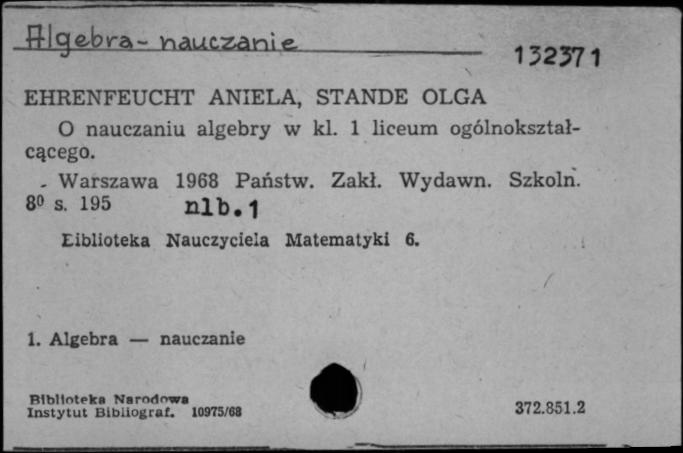 Algebra - nauczanie
132371
EHRENFEUCHT ANIELA, STANDE OLGA
O nauczaniu algebry w kl. 1 liceum ogólnokształ-
cącego.
Warszawa 1968 Państw. Zakł. Wydawn. Szkoln.
8⁰ s. 195 nlb. 1
Biblioteka Nauczyciela Matematyki 6.
1. Algebra — nauczanie
Biblioteka Narodowa
Instytut Bibliograf. 10975/68
372.851.2